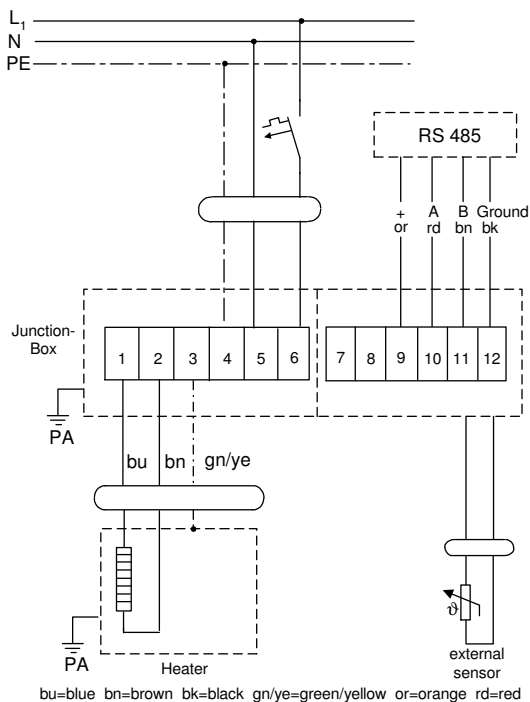 L1
N
PE
RS 485
+ A B Ground
or rd bn bk
Junction-
Box
1 2 3 4 5 6 7 8 9 10 11 12
PA
bu bn gn/ye
ϑ
PA
Heater
external
sensor
bu=blue bn=brown bk=black gn/ye=green/yellow or=orange rd=red